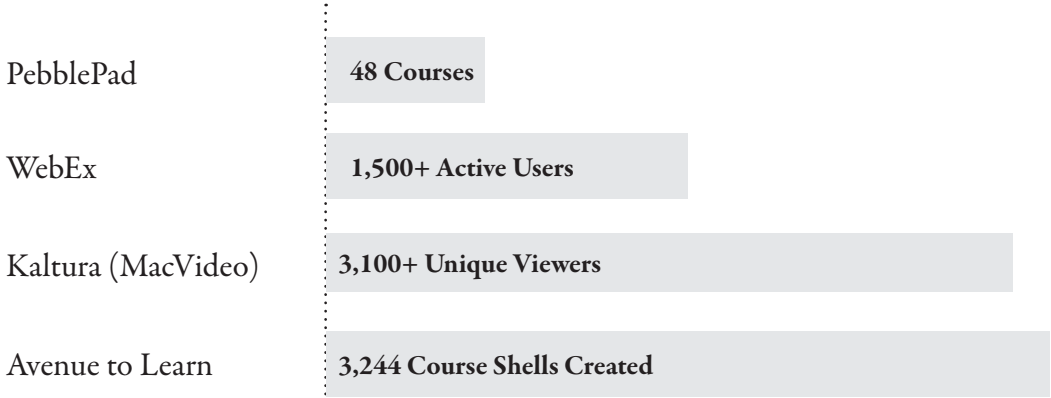 PebblePad 48 Courses
WebEx 1,500+ Active Users
Kaltura (MacVideo) 3,100+ Unique Viewers
Avenue to Learn 3,244 Course Shells Created